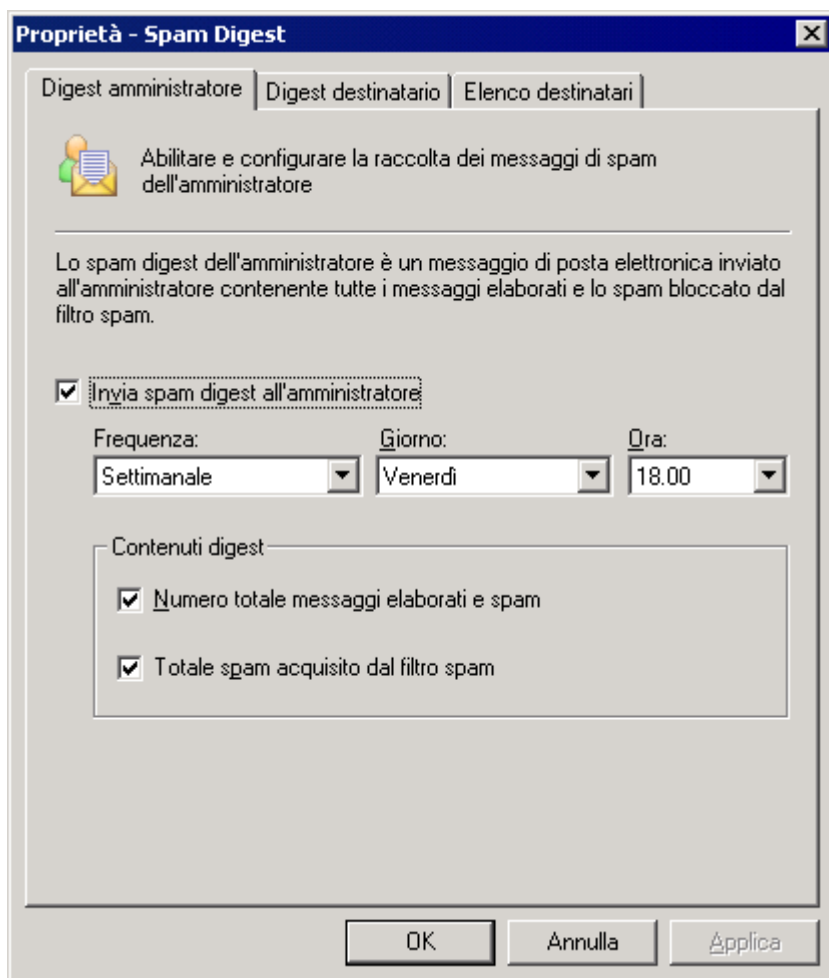 Proprietà - Spam Digest
Digest amministratore Digest destinatario Elenco destinatari
Abilitare e configurare la raccolta dei messaggi di spam
dell'amministratore
Lo spam digest dell'amministratore è un messaggio di posta elettronica inviato
all'amministratore contenente tutte i messaggi elaborati e lo spam bloccato dal
filtro spam.
Invia spam digest all'amministratore
Frequenza: Giorno: Ora:
Settimanale Venerdì 18.00
Contenuti digest
Numero totale messaggi elaborati e spam
Totale spam acquisito dal filtro spam
OK Annulla Applica